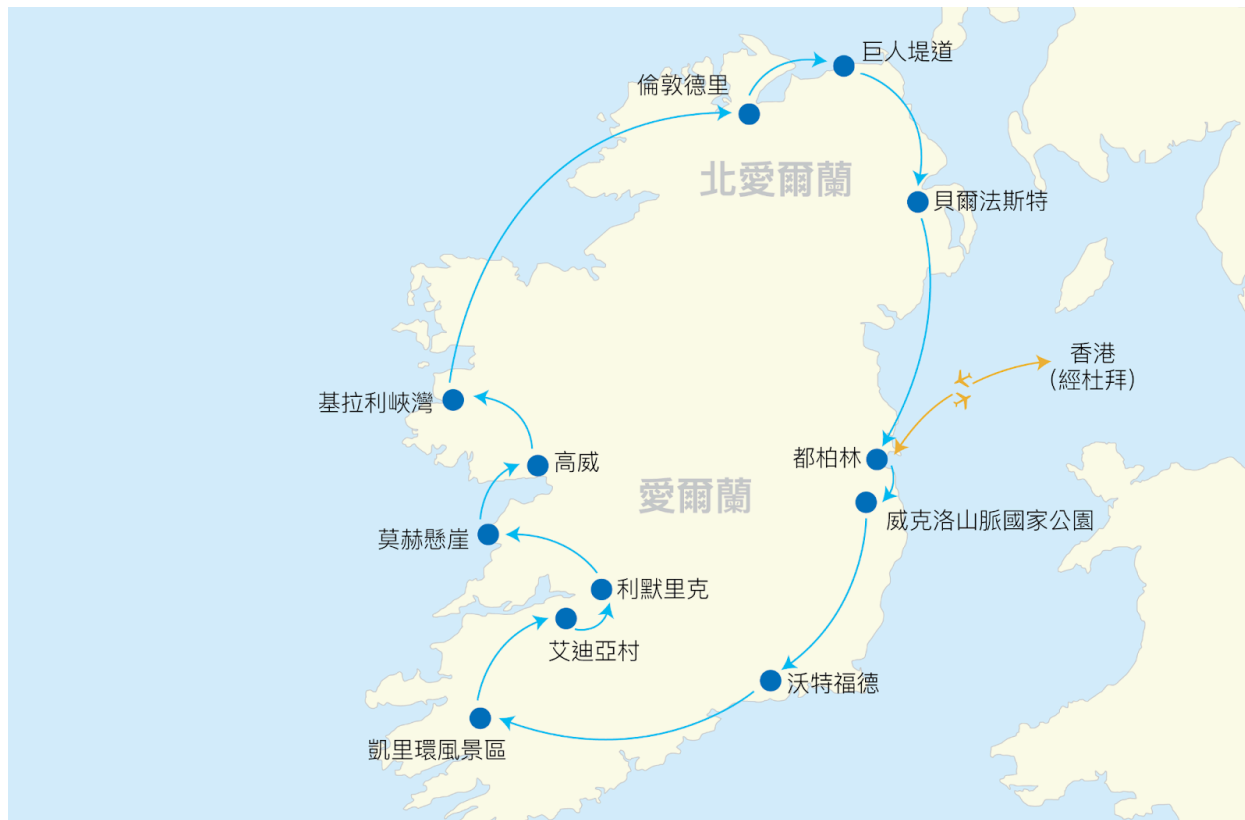 巨人堤道
倫敦德里
北愛爾蘭
貝爾法斯特
香港
(經杜拜)
基拉利峽灣
都柏林
高威
愛爾蘭
威克洛山脈國家公園
莫赫懸崖
利默里克
艾迪亞村
沃特福德
凱里環風景區